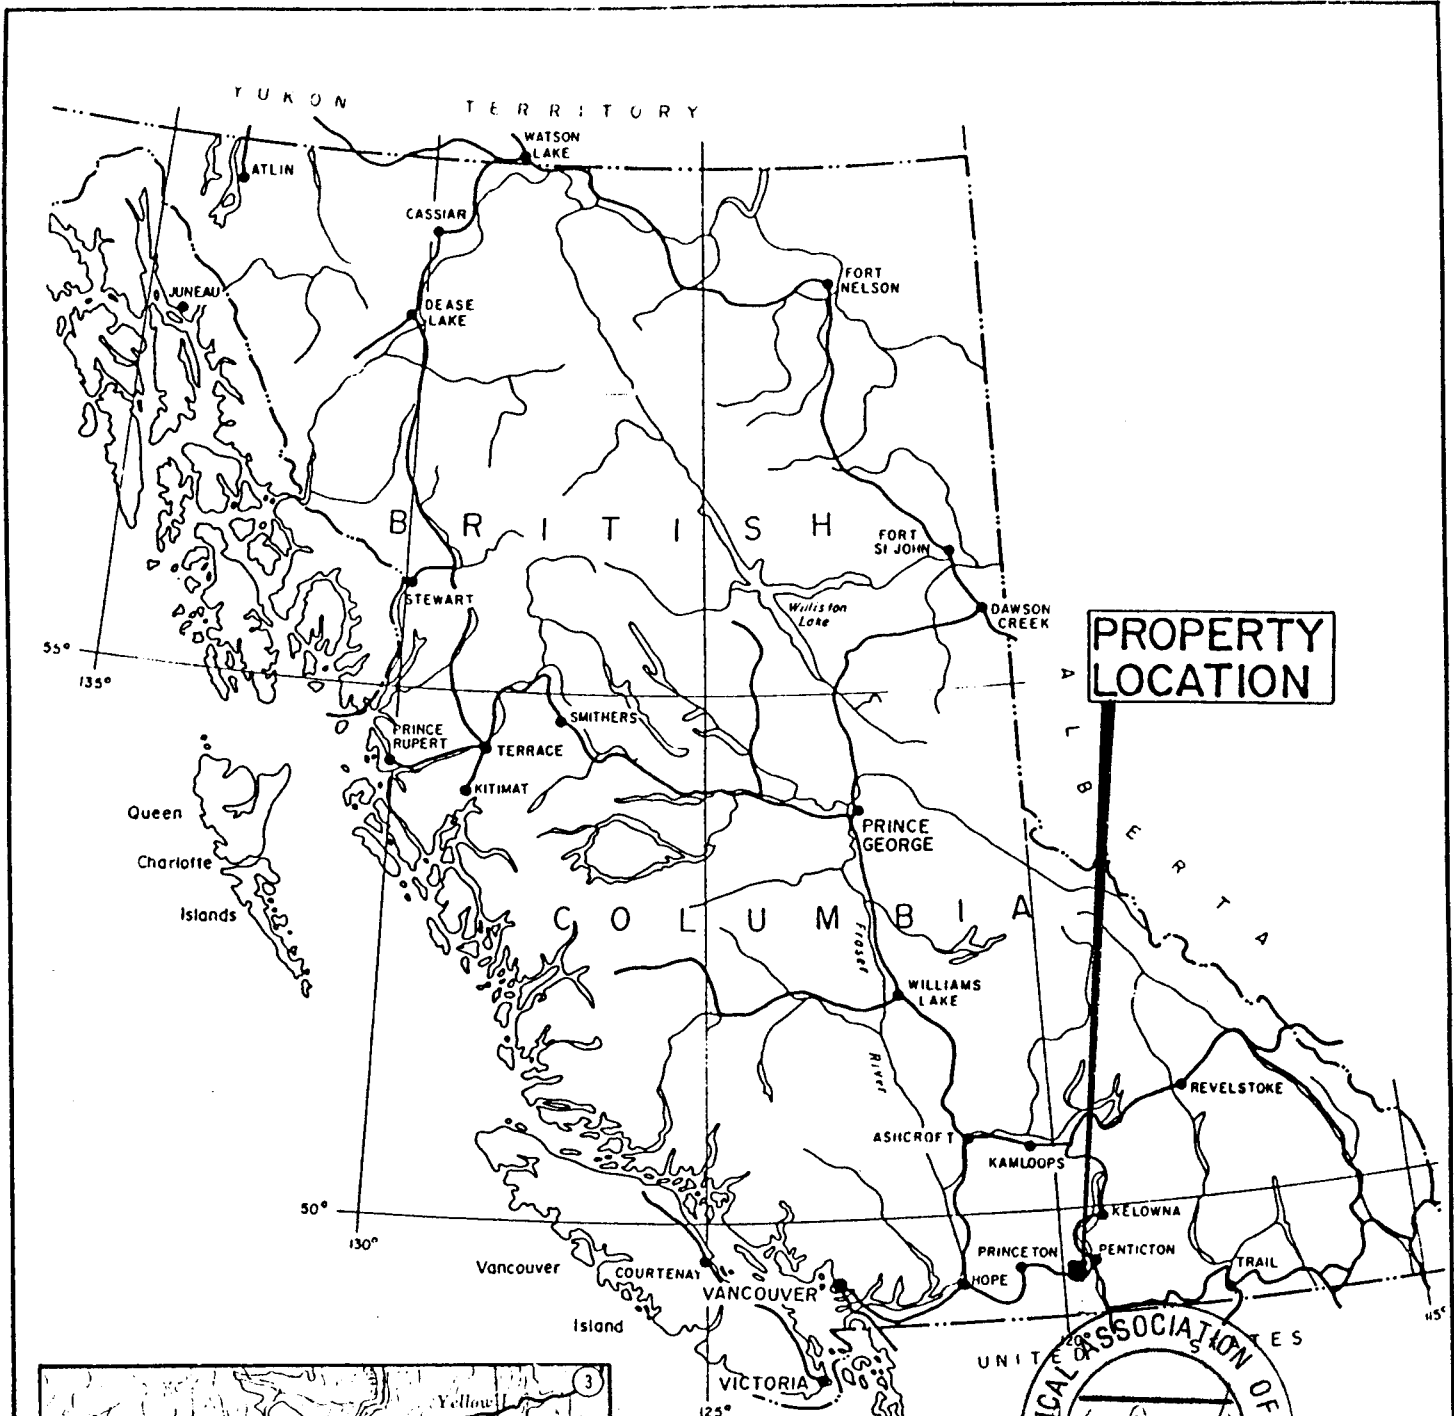 YUKON TERRITORY
WATSON
LAKE
ATLIN
CASSIAR
FORT
NELSON
JUNEAU
DEASE
LAKE
BRITISH
FORT
ST JOHN
STEWART
Williston
Lake
DAWSON
CREEK
PROPERTY
LOCATION
55°
135°
ALBERTA
PRINCE
RUPERT
SMITHERS
TERRACE
KITIMAT
Queen
Charlotte
Islands
PRINCE
GEORGE
COLUMBIA
Fraser
River
WILLIAMS
LAKE
REVELSTOKE
ASHCROFT
KAMLOOPS
50°
130°
KELOWNA
PRINCETON
PENTICTON
TRAIL
HOPE
Vancouver
Island
COURTENAY
VANCOUVER
115°
120°
UNITED STATES
ICAL ASSOCIATION OF
VICTORIA
125°
3